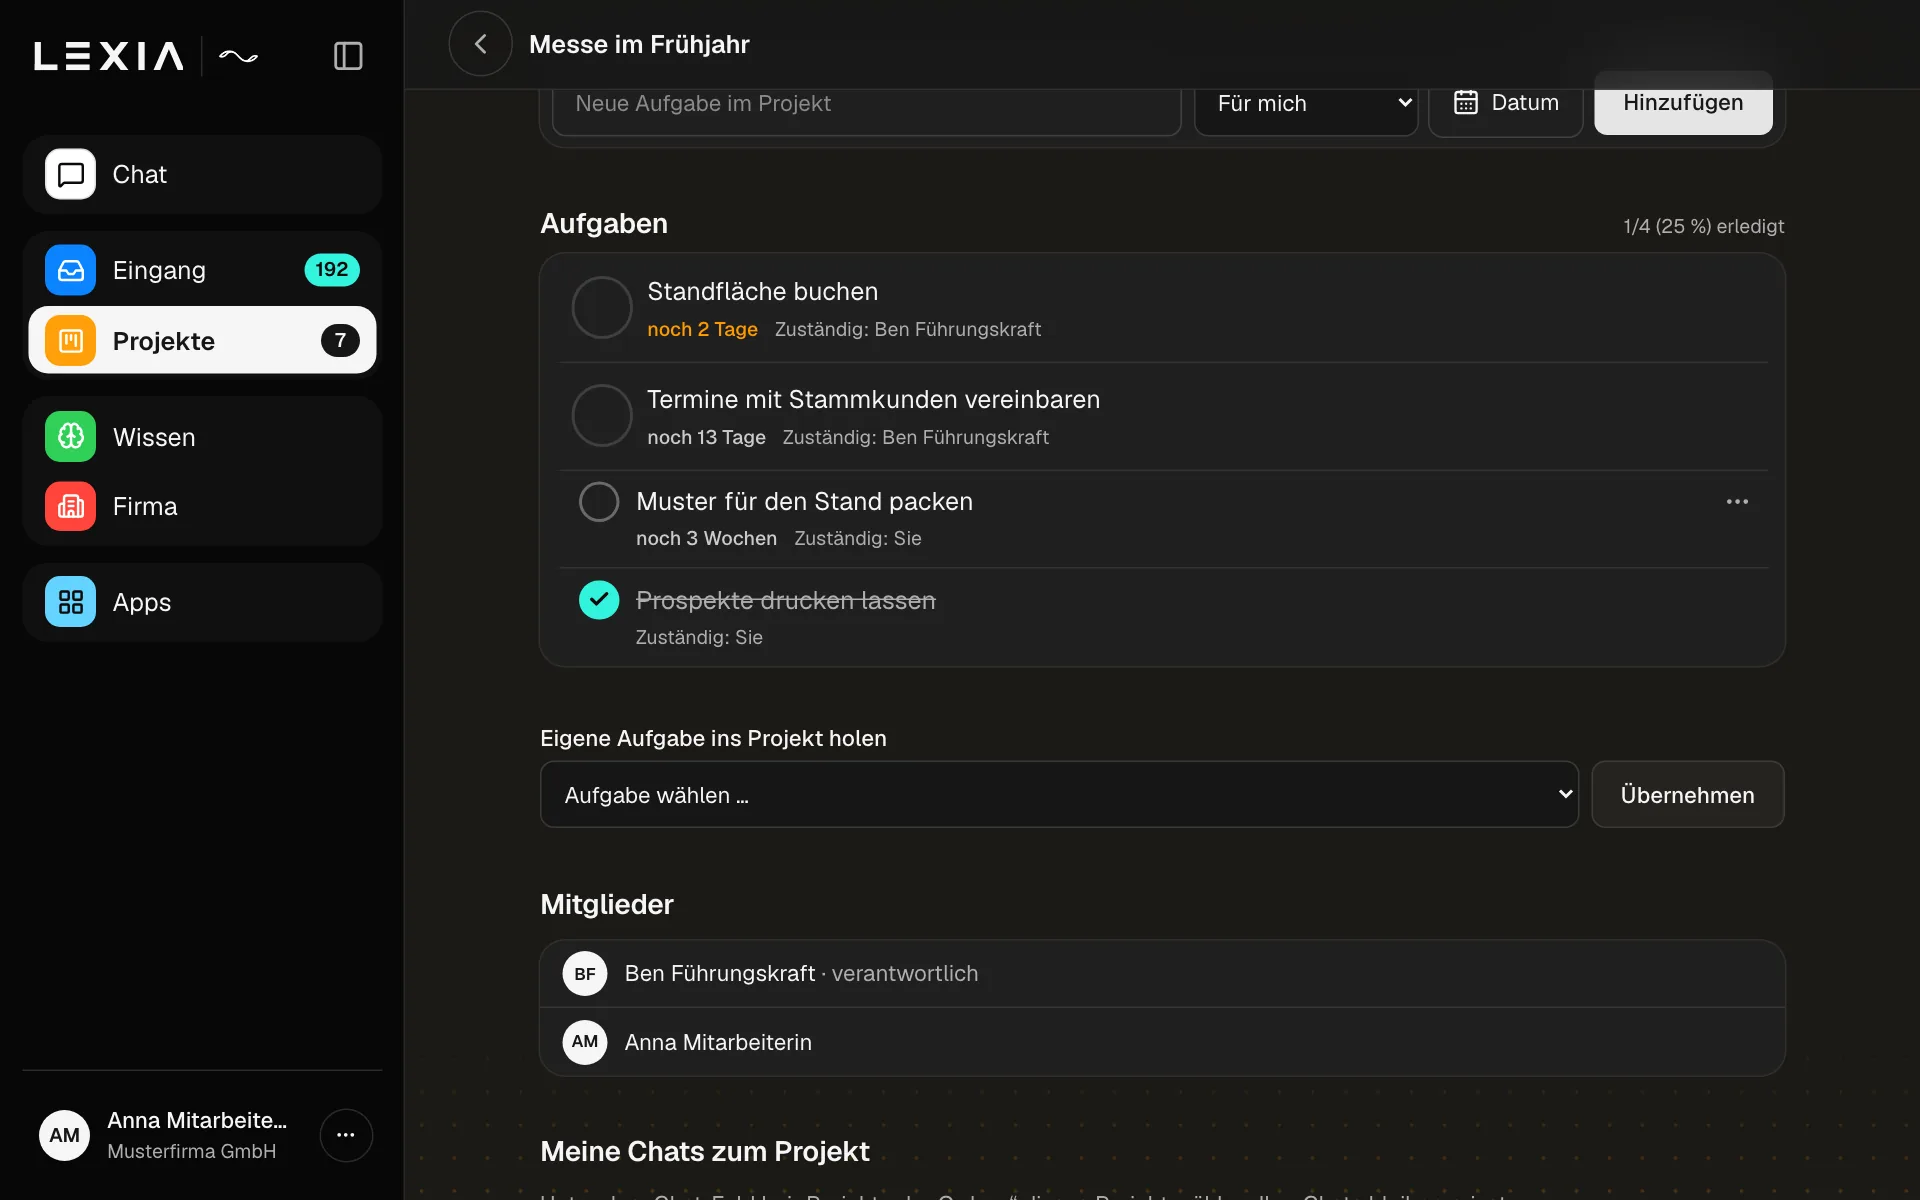 LEXIA
Messe im Frühjahr
Neue Aufgabe im Projekt
Für mich
Datum
Hinzufügen
Chat
Eingang
192
Projekte
7
Wissen
Firma
Apps
Aufgaben
1/4 (25 %) erledigt
Standfläche buchen
noch 2 Tage Zuständig: Ben Führungskraft
Termine mit Stammkunden vereinbaren
noch 13 Tage Zuständig: Ben Führungskraft
Muster für den Stand packen
noch 3 Wochen Zuständig: Sie
Prospekte drucken lassen
Zuständig: Sie
Eigene Aufgabe ins Projekt holen
Aufgabe wählen …
Übernehmen
Mitglieder
BF Ben Führungskraft · verantwortlich
AM Anna Mitarbeiterin
Meine Chats zum Projekt
AM
Anna Mitarbeite…
Musterfirma GmbH